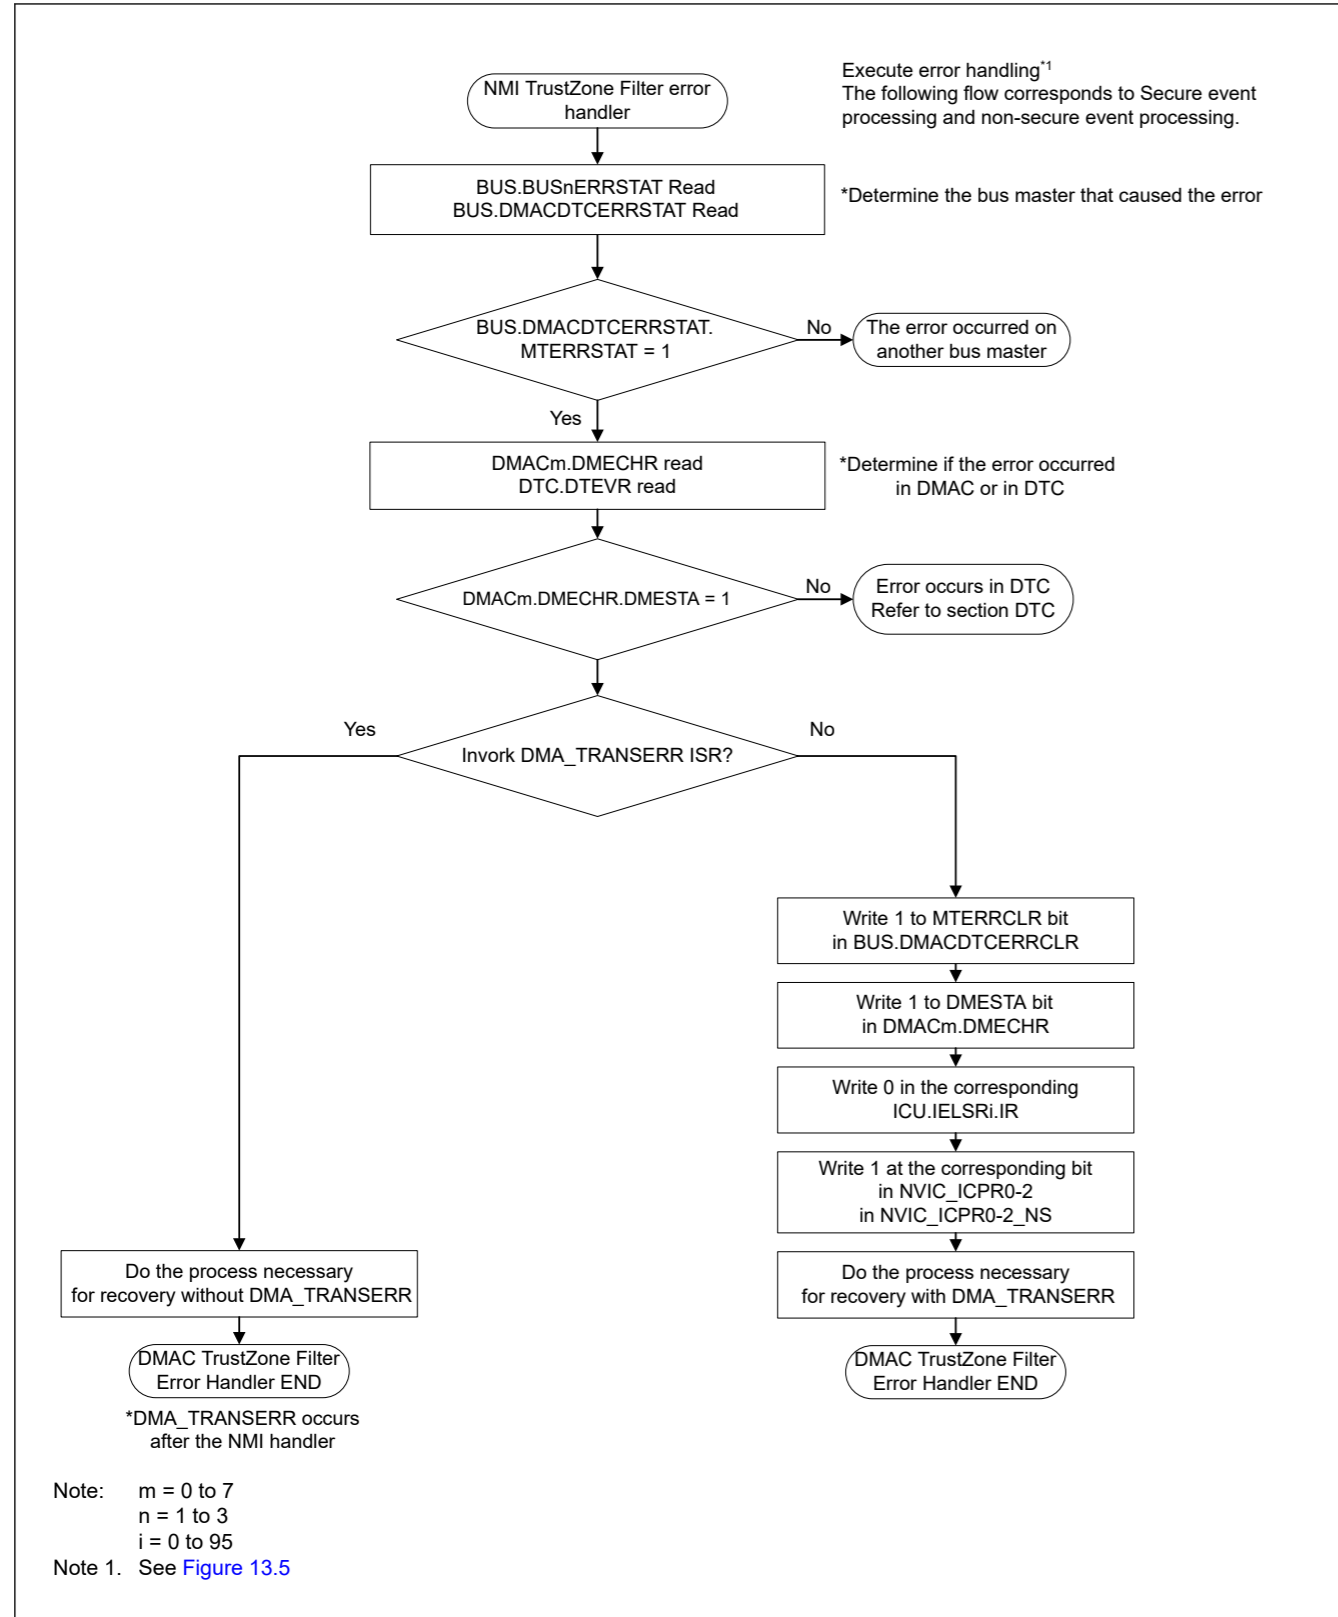 NMI TrustZone Filter error
handler
Execute error handling*1
The following flow corresponds to Secure event
processing and non-secure event processing.
BUS.BUSnERRSTAT Read
BUS.DMACDTCERRSTAT Read
*Determine the bus master that caused the error
BUS.DMACDTCERRSTAT.
MTERRSTAT = 1
No
The error occurred on
another bus master
Yes
DMACm.DMECHR read
DTC.DTEVR read
*Determine if the error occurred
in DMAC or in DTC
DMACm.DMECHR.DMESTA = 1
No
Error occurs in DTC
Refer to section DTC
Yes
Invork DMA_TRANSERR ISR?
No
Write 1 to MTERRCLR bit
in BUS.DMACDTCERRCLR
Write 1 to DMESTA bit
in DMACm.DMECHR
Write 0 in the corresponding
ICU.IELSRi.IR
Write 1 at the corresponding bit
in NVIC_ICPR0-2
in NVIC_ICPR0-2_NS
Do the process necessary
for recovery without DMA_TRANSERR
Do the process necessary
for recovery with DMA_TRANSERR
DMAC TrustZone Filter
Error Handler END
DMAC TrustZone Filter
Error Handler END
*DMA_TRANSERR occurs
after the NMI handler
Note: m = 0 to 7
n = 1 to 3
i = 0 to 95
Note 1. See Figure 13.5